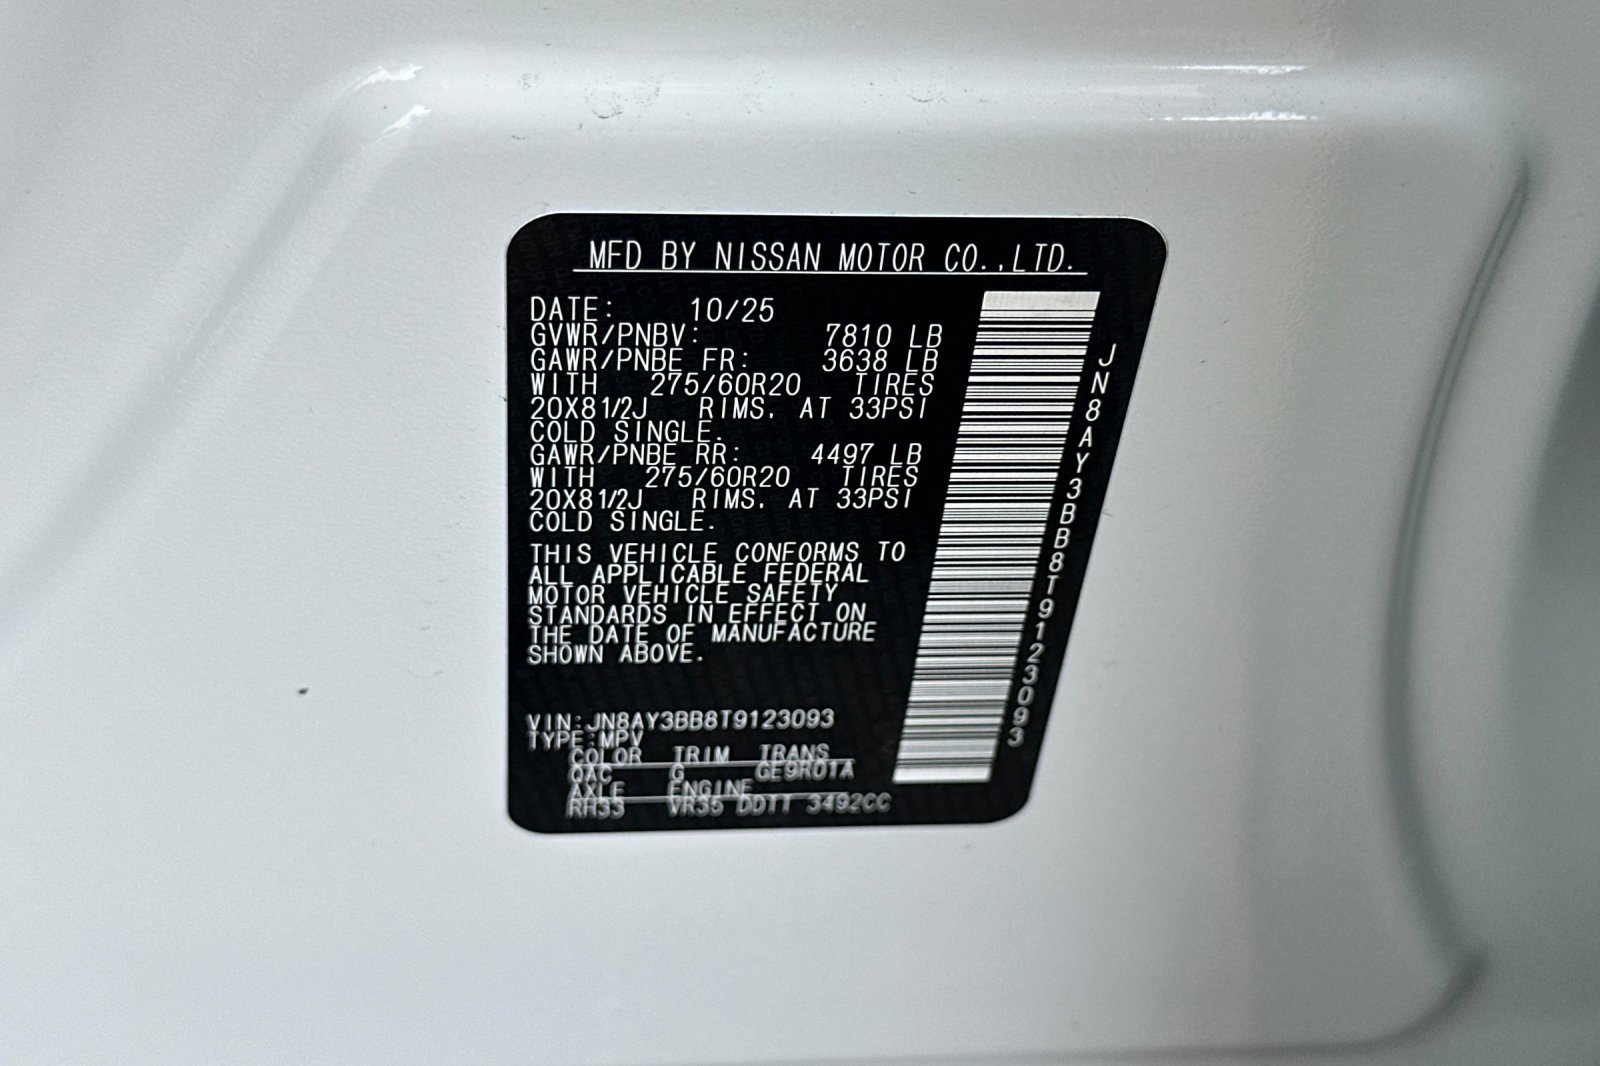 MFD BY NISSAN MOTOR CO.,LTD.
DATE: 10/25
GVWR/PNBV: 7810 LB
GAWR/PNBE FR: 3638 LB
WITH 275/60R20 TIRES
20X81/2J RIMS, AT 33PSI
COLD SINGLE.
GAWR/PNBE RR: 4497 LB
WITH 275/60R20 TIRES
20X81/2J RIMS, AT 33PSI
COLD SINGLE.
THIS VEHICLE CONFORMS TO
ALL APPLICABLE FEDERAL
MOTOR VEHICLE SAFETY
STANDARDS IN EFFECT ON
THE DATE OF MANUFACTURE
SHOWN ABOVE.
VIN:JN8AY3BB8T9123093
TYPE:MPV
COLOR TRIM TRANS
QAC G GE9R01A
AXLE ENGINE
RH33 VR35 DDTT 3492CC
JN8AY3BB8T9123093